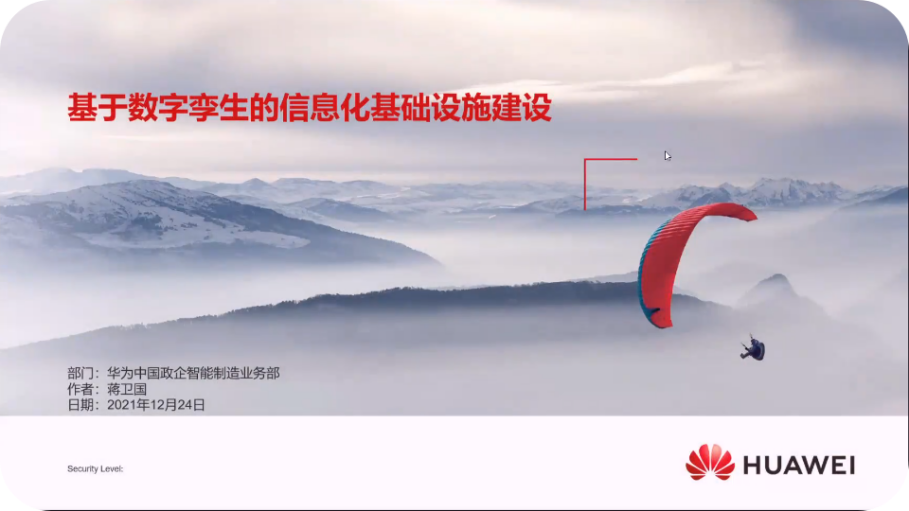 基于数字孪生的信息化基础设施建设
部门：华为中国政企智能制造业务部
作者：蒋卫国
日期：2021年12月24日
Security Level:
HUAWEI